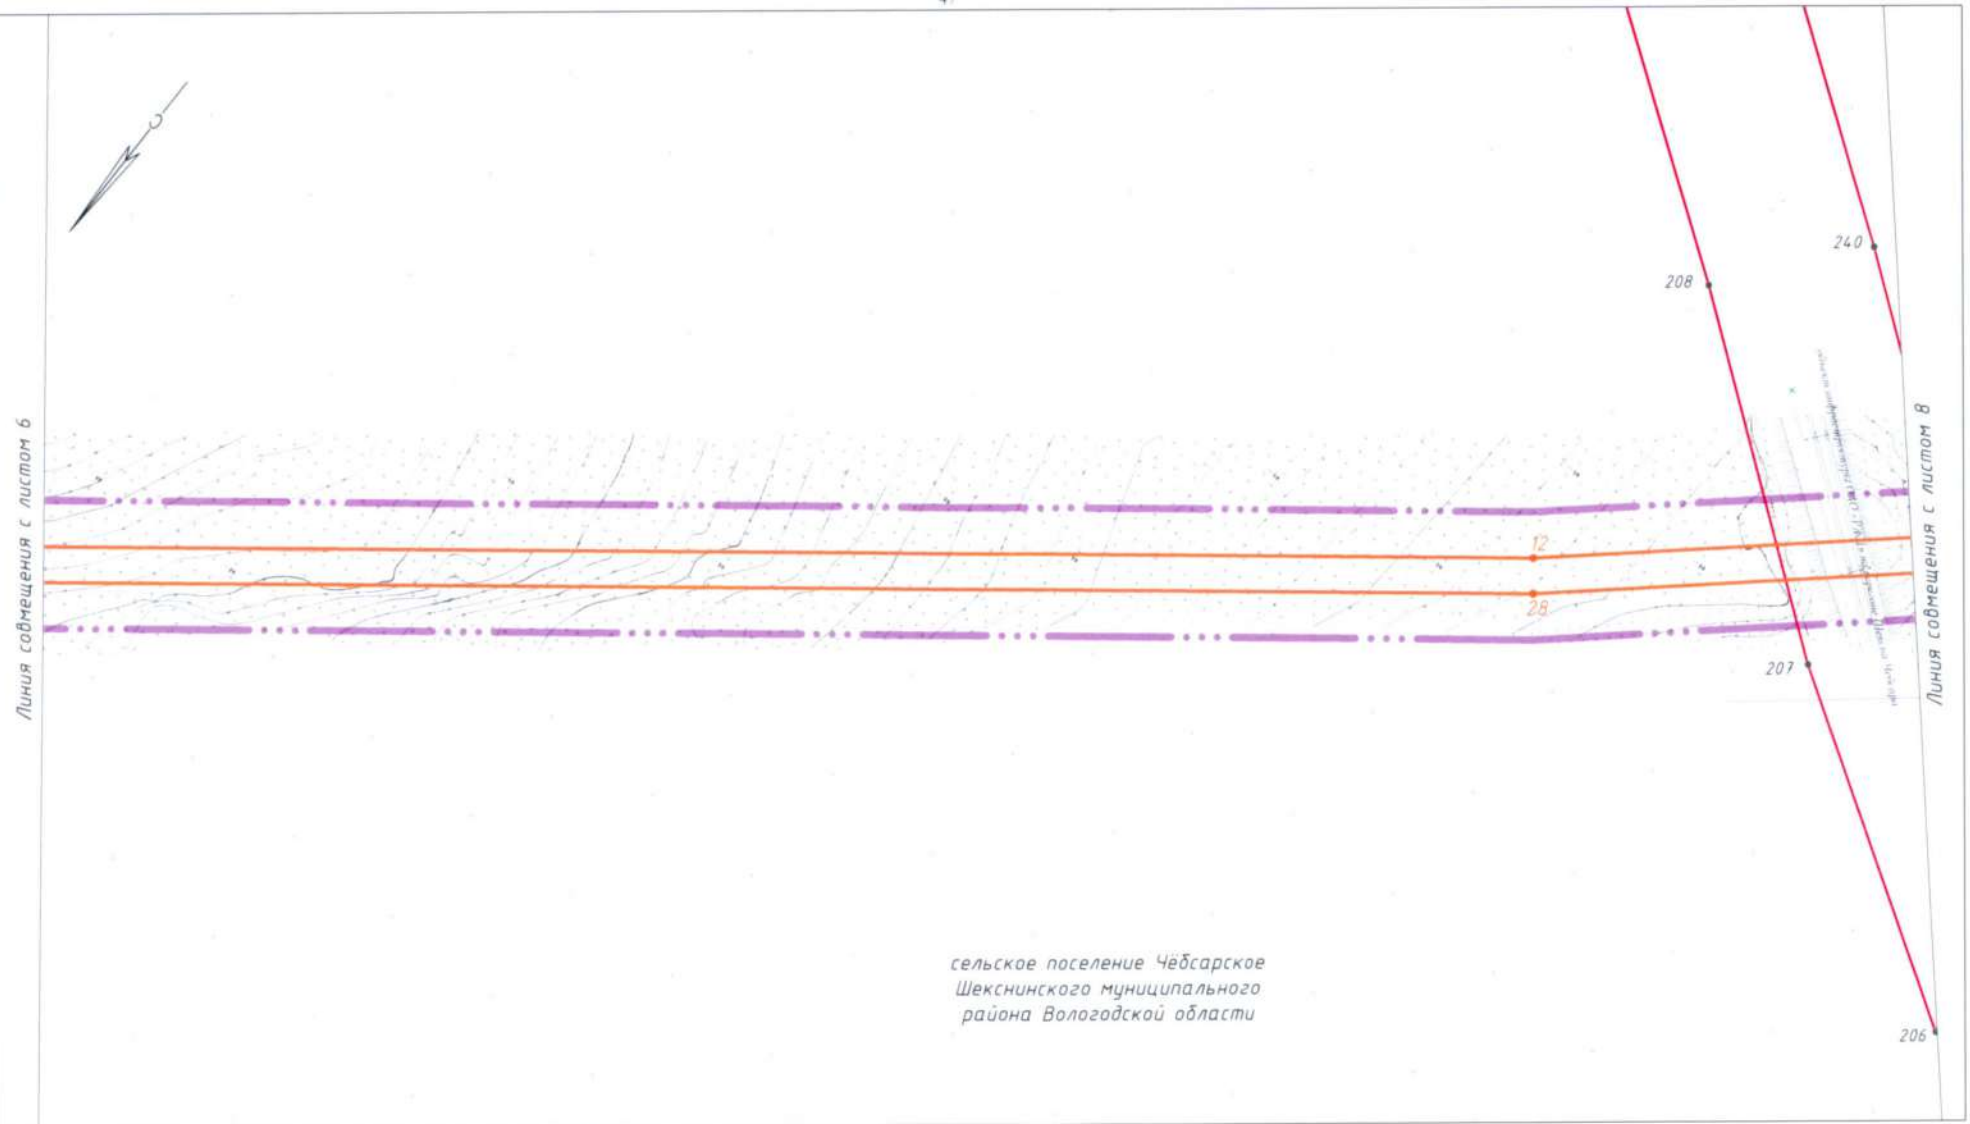 С
240
208
Линия совмещения с листом 6
Линия совмещения с листом 8
12
28
207
сельское поселение Чёбсарское
Шекснинского муниципального
района Вологодской области
206